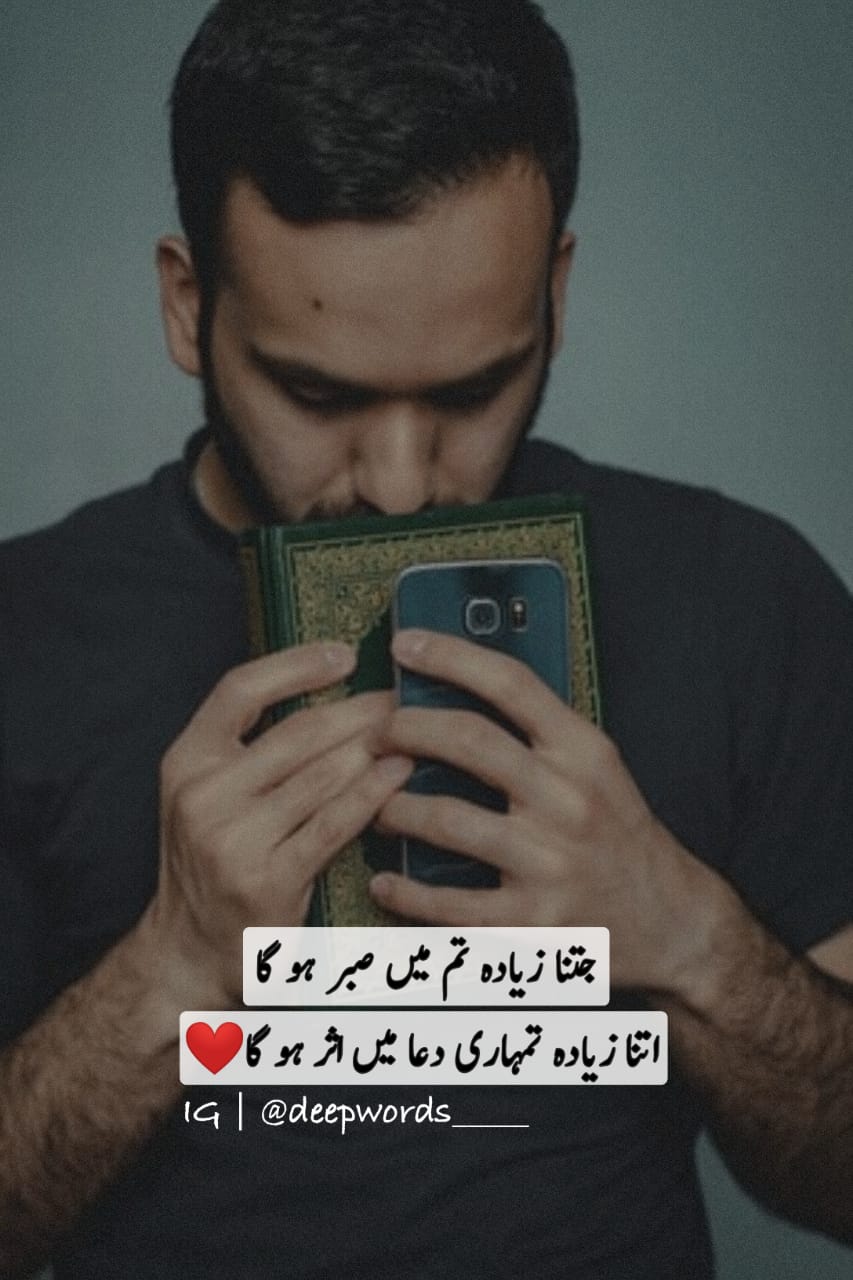 جتنا زیادہ تم میں صبر ہو گا
اتنا زیادہ تمہاری دعا میں اثر ہو گا❤️
IG | @deepwords____